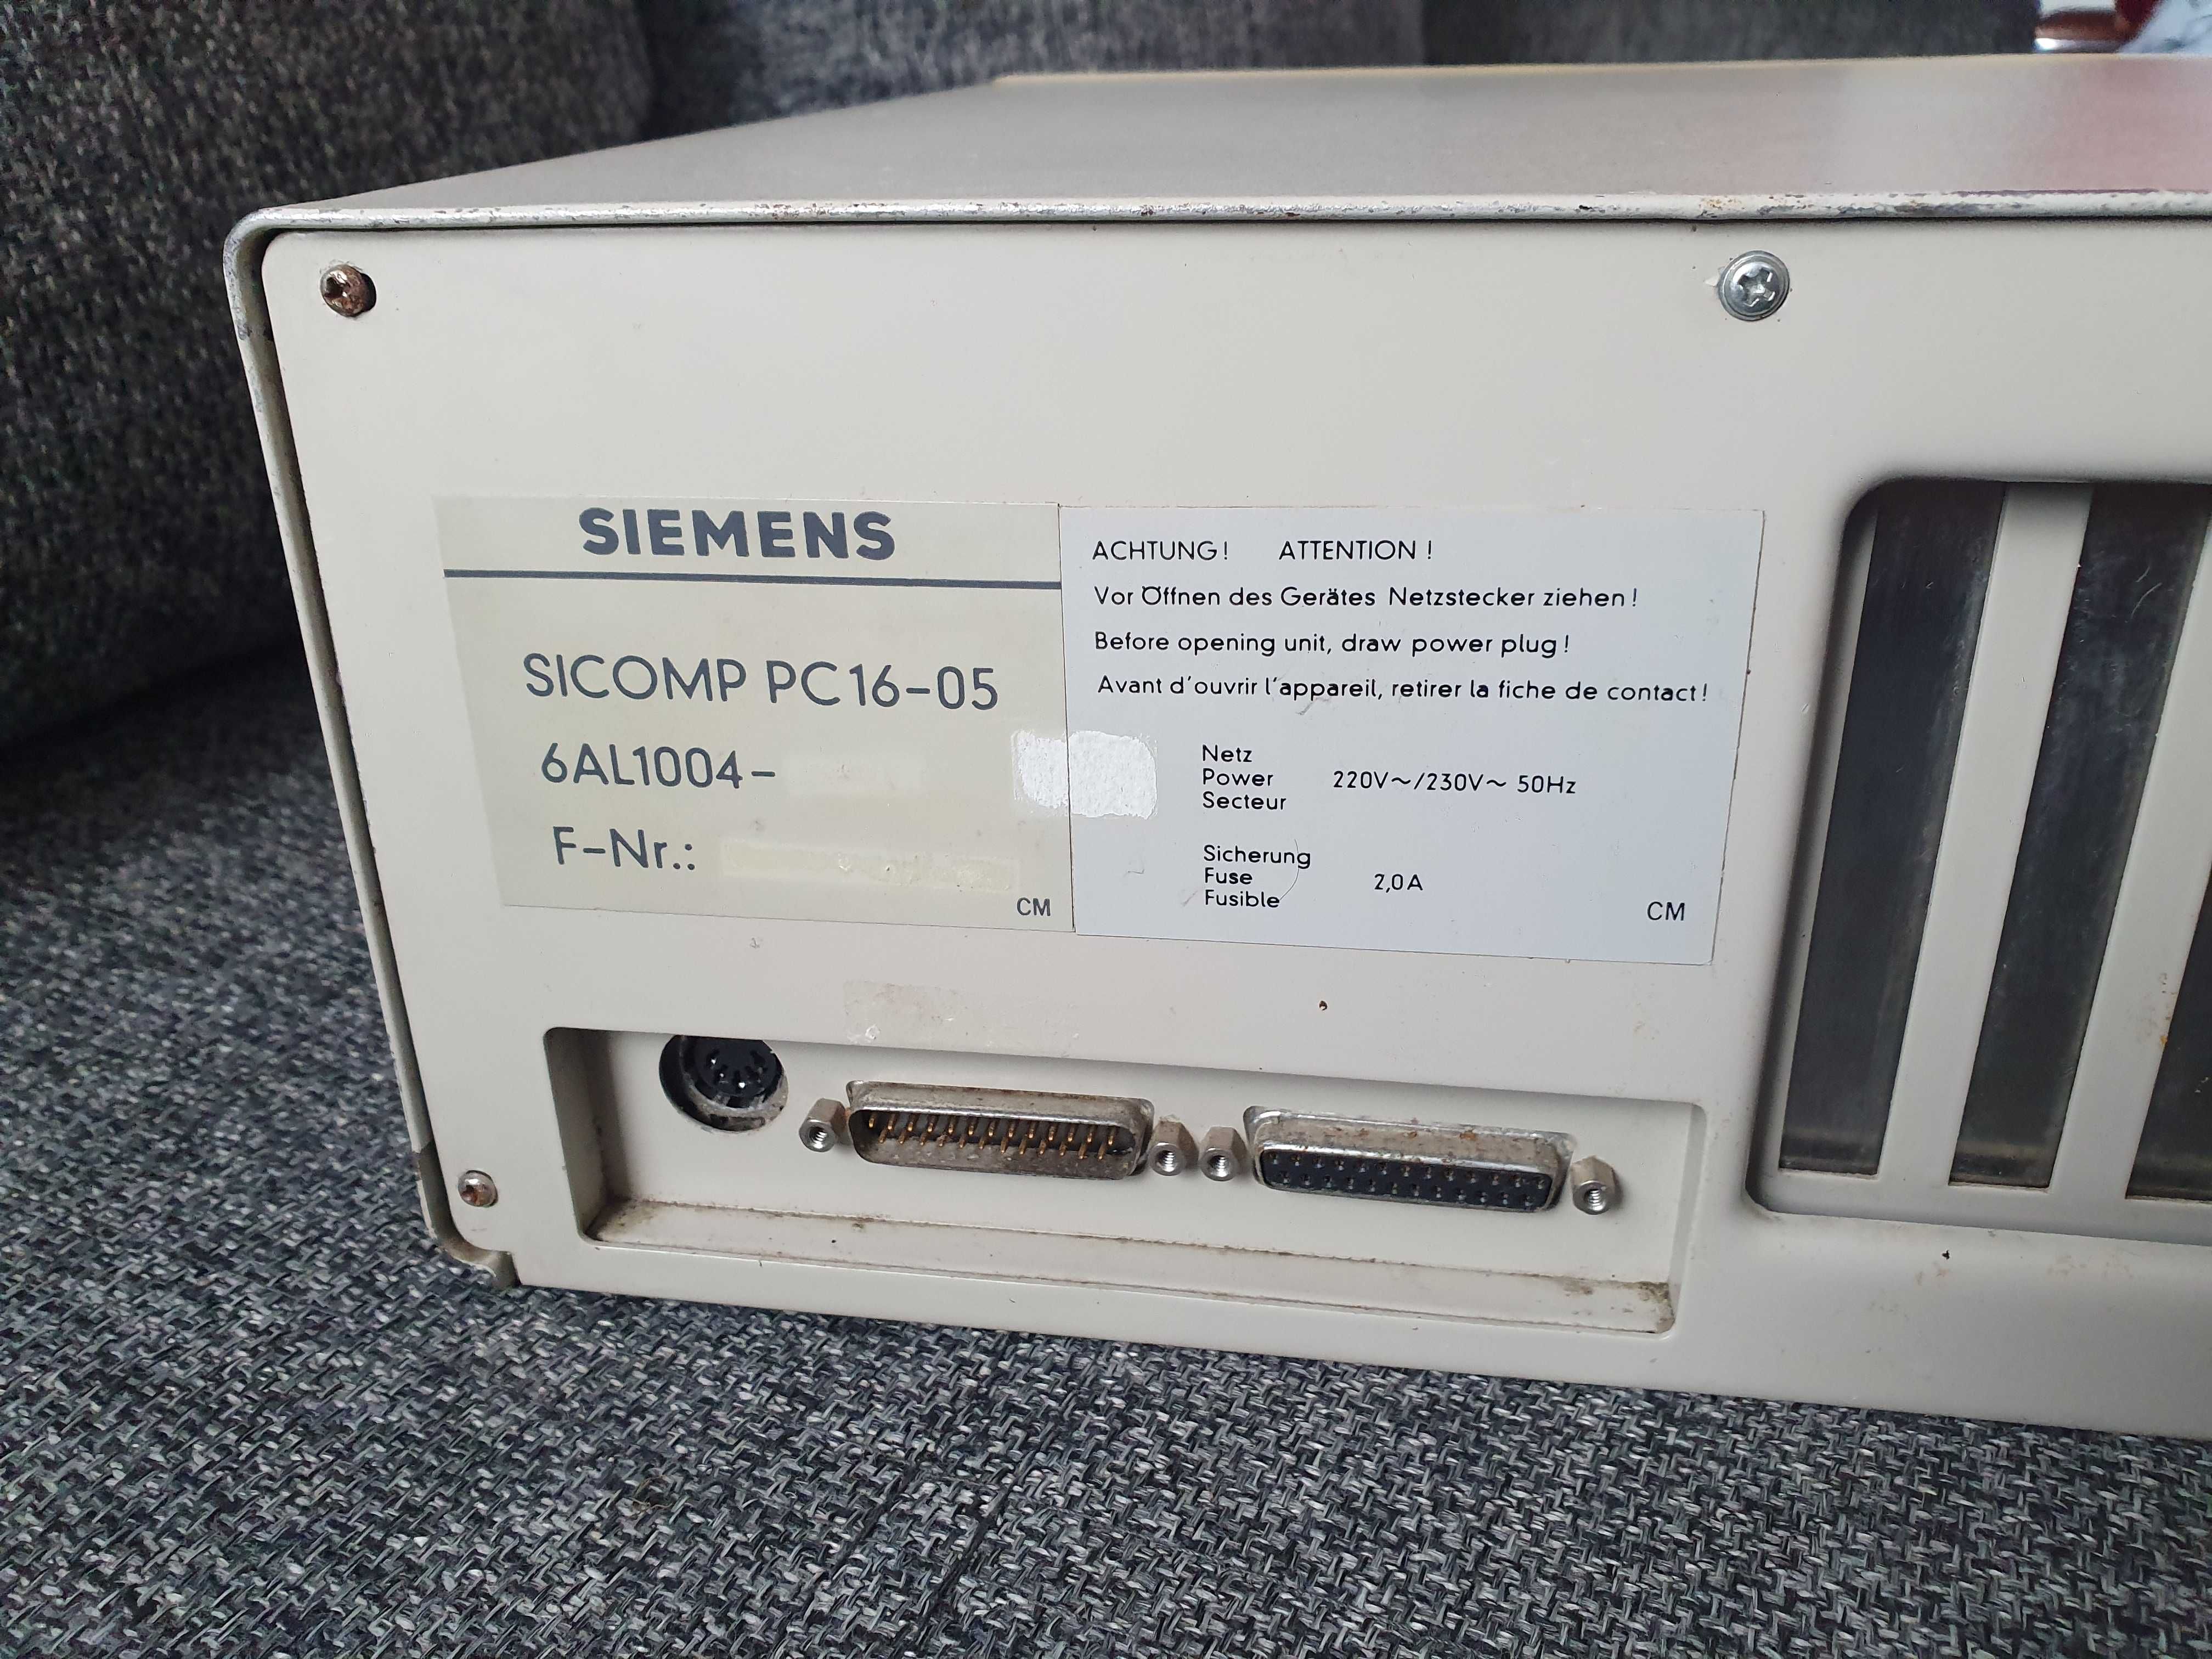 SIEMENS
SICOMP PC16-05
6AL1004-
F-Nr.:
CM
ACHTUNG! ATTENTION !
Vor Öffnen des Gerätes Netzstecker ziehen!
Before opening unit, draw power plug!
Avant d'ouvrir l'appareil, retirer la fiche de contact!
Netz
Power 220V~/230V~ 50Hz
Secteur
Sicherung
Fuse 2,0A
Fusible
CM